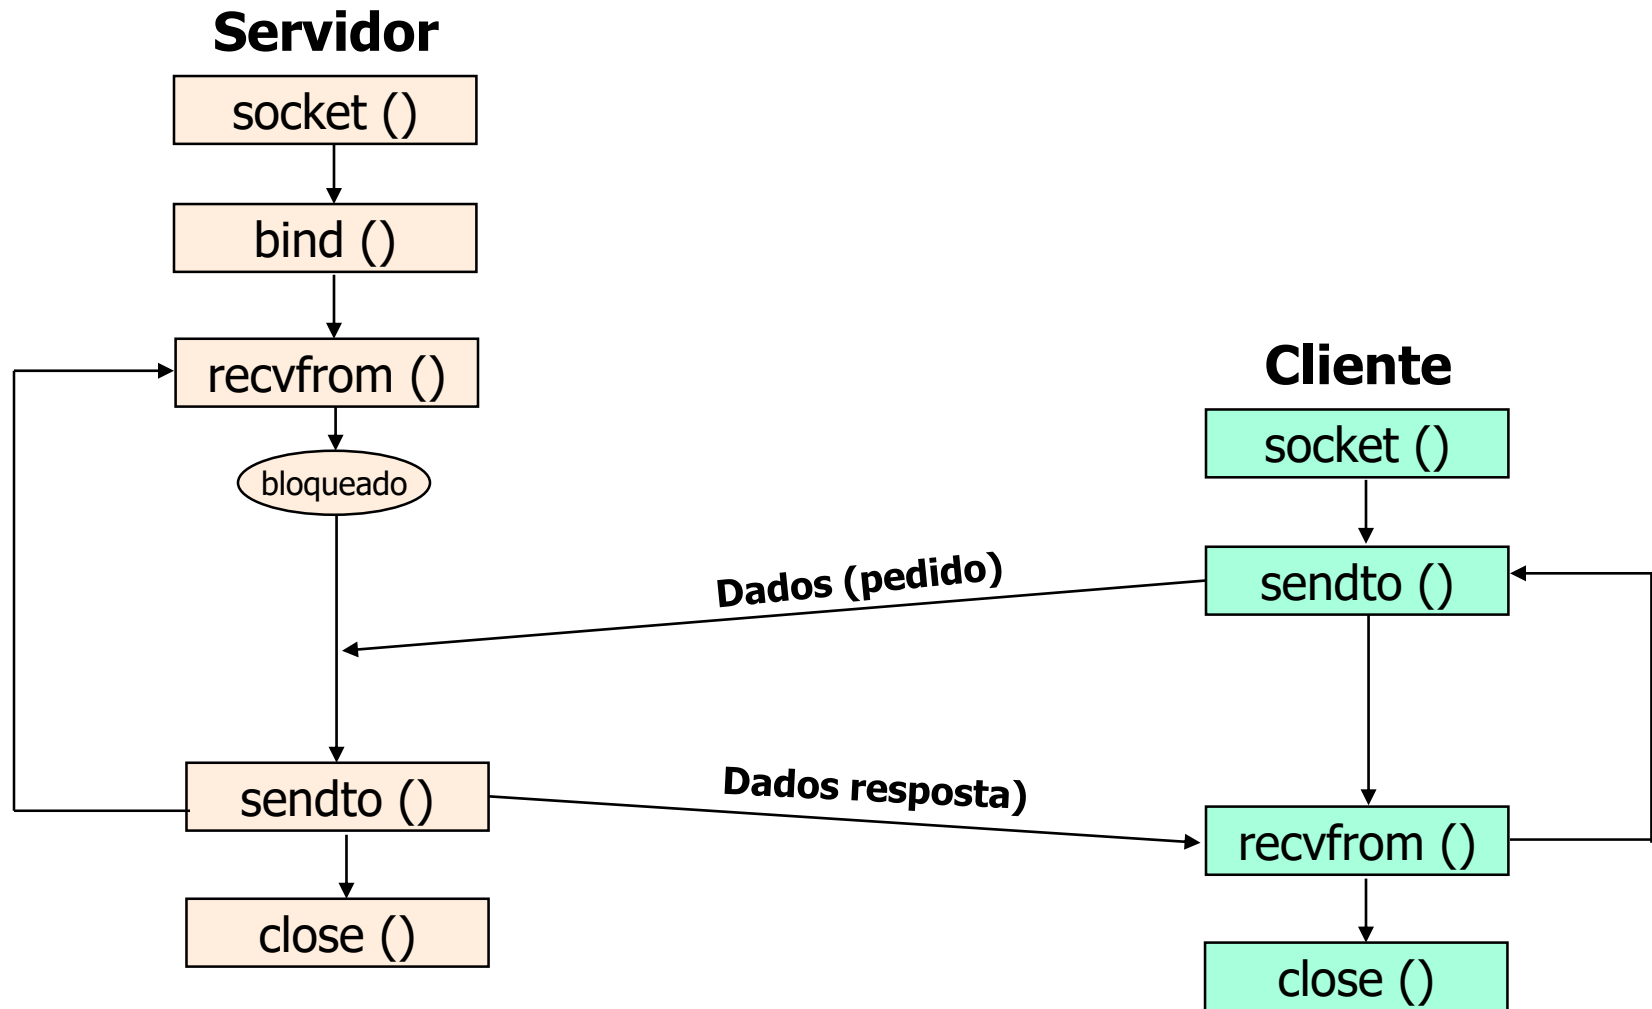 Servidor
socket ()
bind ()
recvfrom ()
bloqueado
sendto ()
close ()
Dados (pedido)
Dados resposta)
Cliente
socket ()
sendto ()
recvfrom ()
close ()